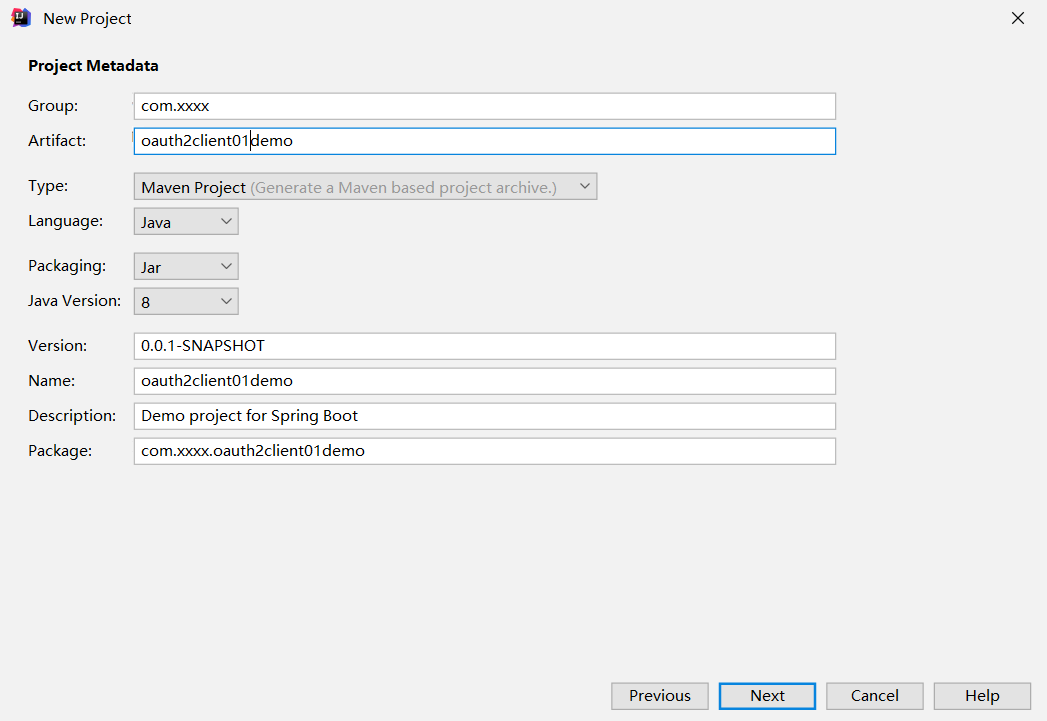 New Project
Project Metadata
Group: com.xxxx
Artifact: oauth2client01demo
Type: Maven Project (Generate a Maven based project archive.)
Language: Java
Packaging: Jar
Java Version: 8
Version: 0.0.1-SNAPSHOT
Name: oauth2client01demo
Description: Demo project for Spring Boot
Package: com.xxxx.oauth2client01demo
Previous Next Cancel Help